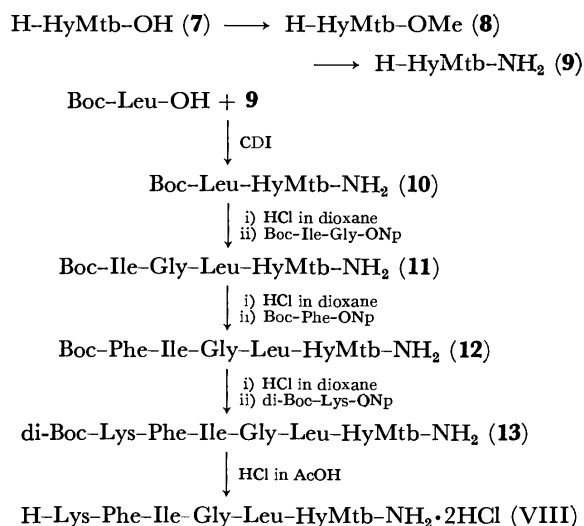 H–HyMtb–OH (7) ⟶ H–HyMtb–OMe (8)
⟶ H–HyMtb–NH₂ (9)
Boc–Leu–OH + 9
CDI
Boc–Leu–HyMtb–NH₂ (10)
i) HCl in dioxane
ii) Boc-Ile-Gly-ONp
Boc–Ile–Gly–Leu–HyMtb–NH₂ (11)
i) HCl in dioxane
ii) Boc-Phe-ONp
Boc–Phe–Ile–Gly–Leu–HyMtb–NH₂ (12)
i) HCl in dioxane
ii) di-Boc-Lys-ONp
di-Boc–Lys–Phe–Ile–Gly–Leu–HyMtb–NH₂ (13)
HCl in AcOH
H–Lys–Phe–Ile–Gly–Leu–HyMtb–NH₂·2HCl (VIII)